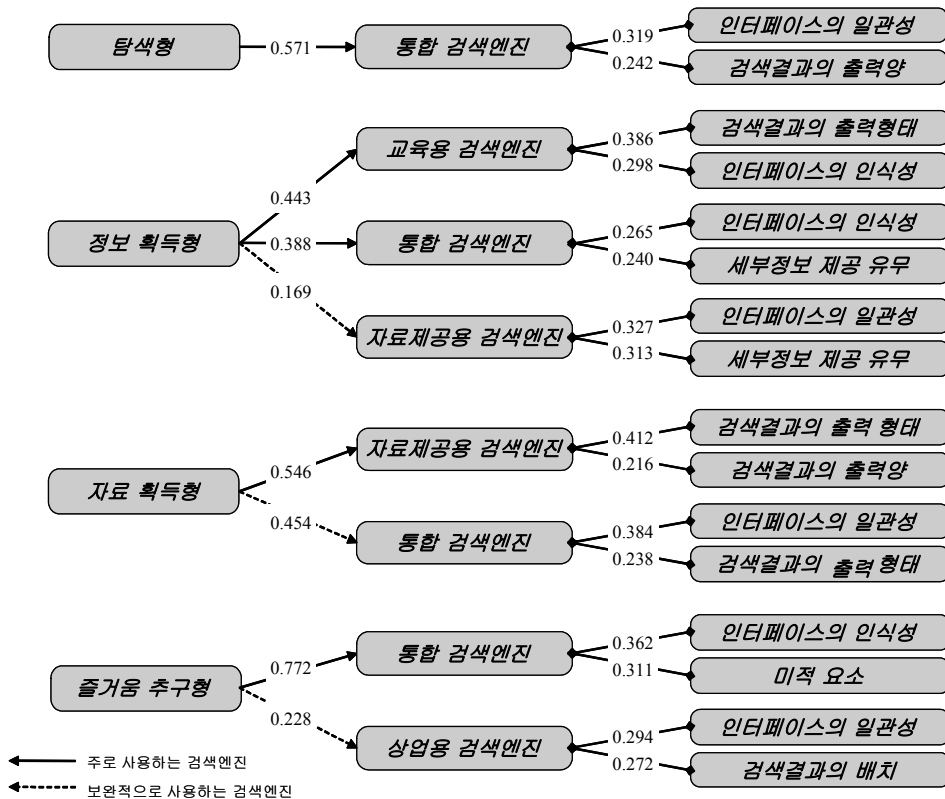 탐색형
0.571
통합 검색엔진
0.319
인터페이스의 일관성
0.242
검색결과의 출력양
정보 획득형
0.443
교육용 검색엔진
0.386
검색결과의 출력형태
0.298
인터페이스의 인식성
0.388
통합 검색엔진
0.265
인터페이스의 인식성
0.240
세부정보 제공 유무
0.169
자료제공용 검색엔진
0.327
인터페이스의 일관성
0.313
세부정보 제공 유무
자료 획득형
0.546
자료제공용 검색엔진
0.412
검색결과의 출력 형태
0.216
검색결과의 출력양
0.454
통합 검색엔진
0.384
인터페이스의 일관성
0.238
검색결과의 출력 형태
즐거움 추구형
0.772
통합 검색엔진
0.362
인터페이스의 인식성
0.311
미적 요소
0.228
상업용 검색엔진
0.294
인터페이스의 일관성
0.272
검색결과의 배치
주로 사용하는 검색엔진
보완적으로 사용하는 검색엔진